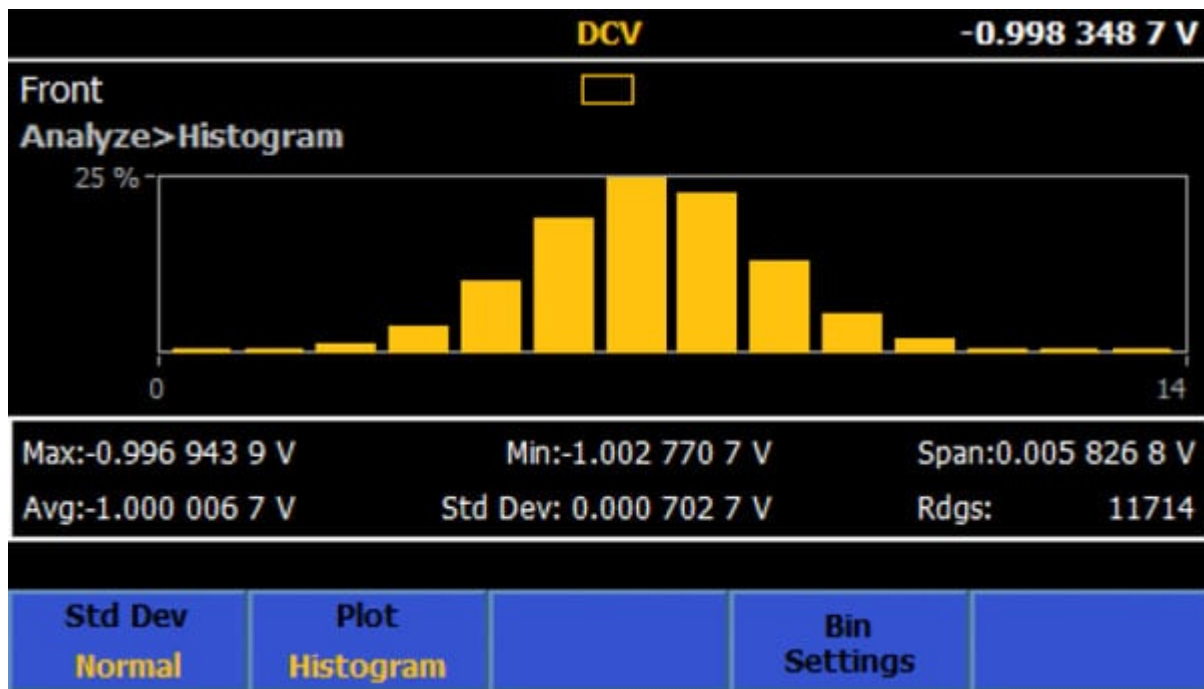 DCV -0.998 348 7 V
Front
Analyze>Histogram
25 %
0 14
Max:-0.996 943 9 V Min:-1.002 770 7 V Span:0.005 826 8 V
Avg:-1.000 006 7 V Std Dev: 0.000 702 7 V Rdgs: 11714
Std Dev Plot Bin
Normal Histogram Settings